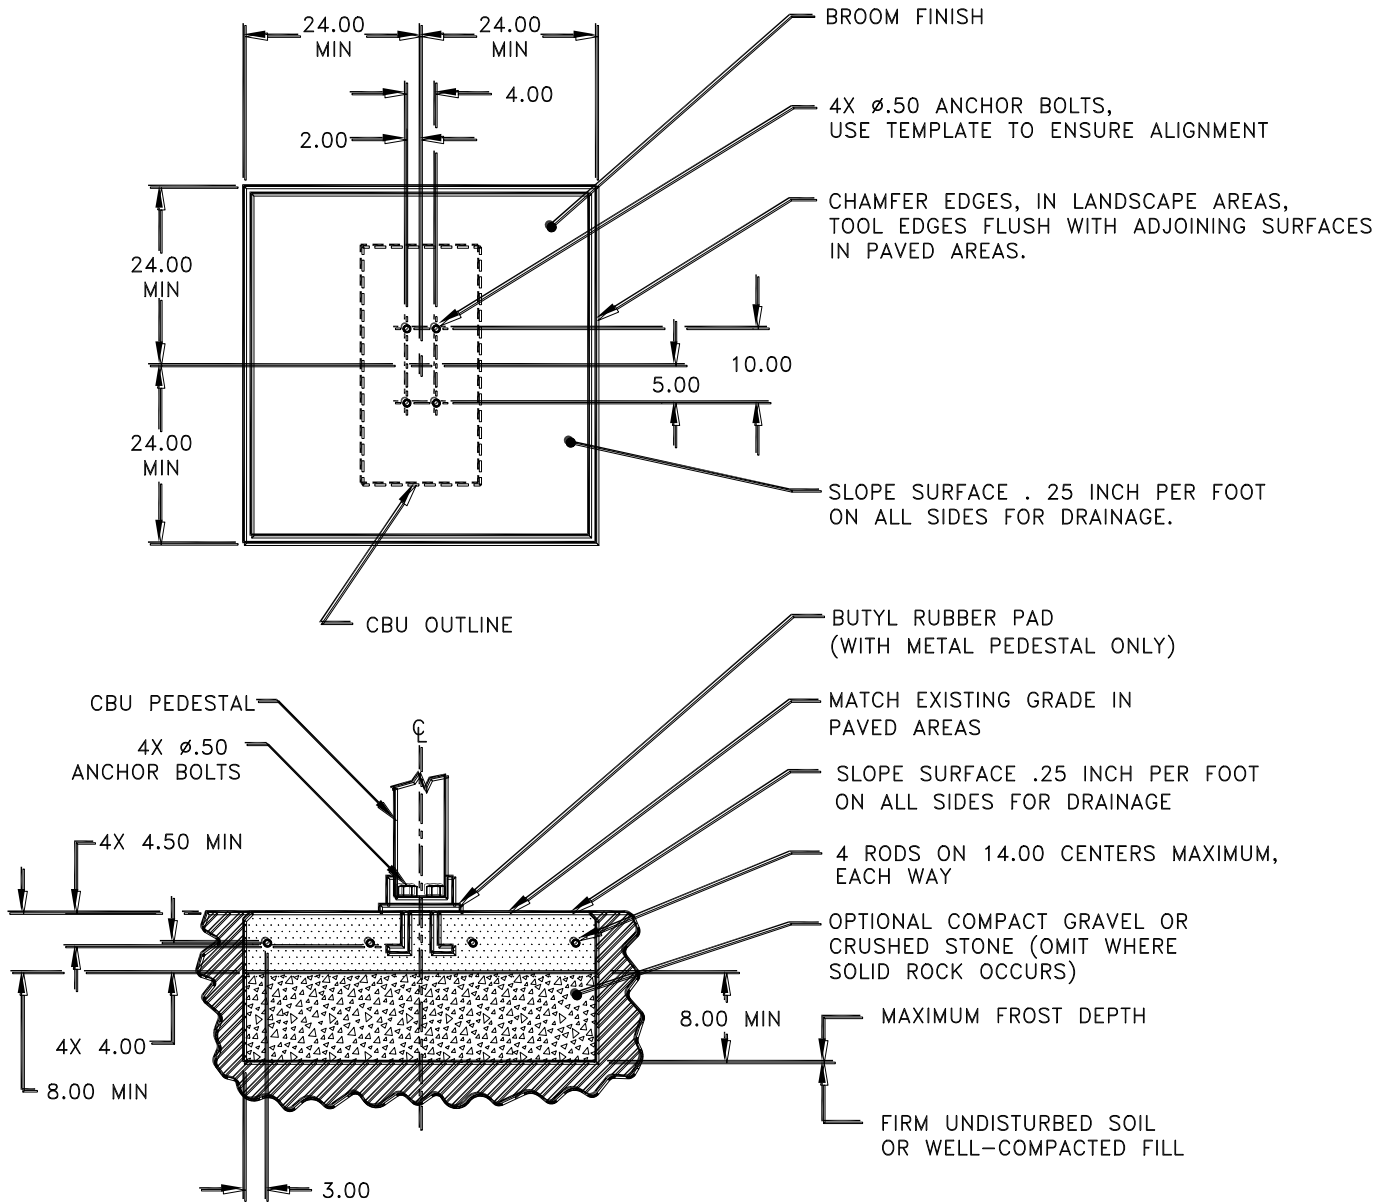 24.00
MIN
24.00
MIN
BROOM FINISH
4.00
4X ø.50 ANCHOR BOLTS,
USE TEMPLATE TO ENSURE ALIGNMENT
2.00
CHAMFER EDGES, IN LANDSCAPE AREAS,
TOOL EDGES FLUSH WITH ADJOINING SURFACES
IN PAVED AREAS.
24.00
MIN
10.00
5.00
24.00
MIN
SLOPE SURFACE . 25 INCH PER FOOT
ON ALL SIDES FOR DRAINAGE.
CBU OUTLINE
BUTYL RUBBER PAD
(WITH METAL PEDESTAL ONLY)
CBU PEDESTAL
MATCH EXISTING GRADE IN
PAVED AREAS
℄
4X ø.50
ANCHOR BOLTS
SLOPE SURFACE .25 INCH PER FOOT
ON ALL SIDES FOR DRAINAGE
4X 4.50 MIN
4 RODS ON 14.00 CENTERS MAXIMUM,
EACH WAY
OPTIONAL COMPACT GRAVEL OR
CRUSHED STONE (OMIT WHERE
SOLID ROCK OCCURS)
8.00 MIN
MAXIMUM FROST DEPTH
4X 4.00
8.00 MIN
FIRM UNDISTURBED SOIL
OR WELL-COMPACTED FILL
3.00